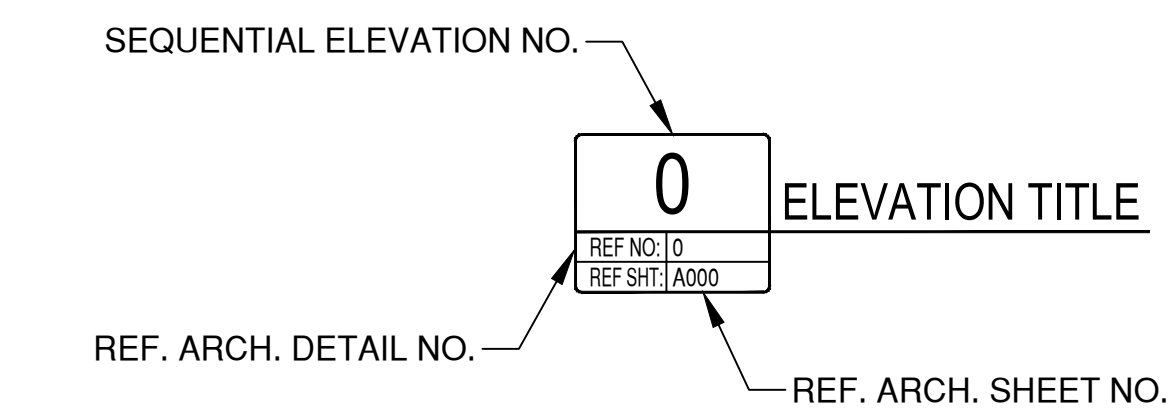 SEQUENTIAL ELEVATION NO.
0
ELEVATION TITLE
REF NO: 0
REF SHT: A000
REF. ARCH. DETAIL NO.
REF. ARCH. SHEET NO.